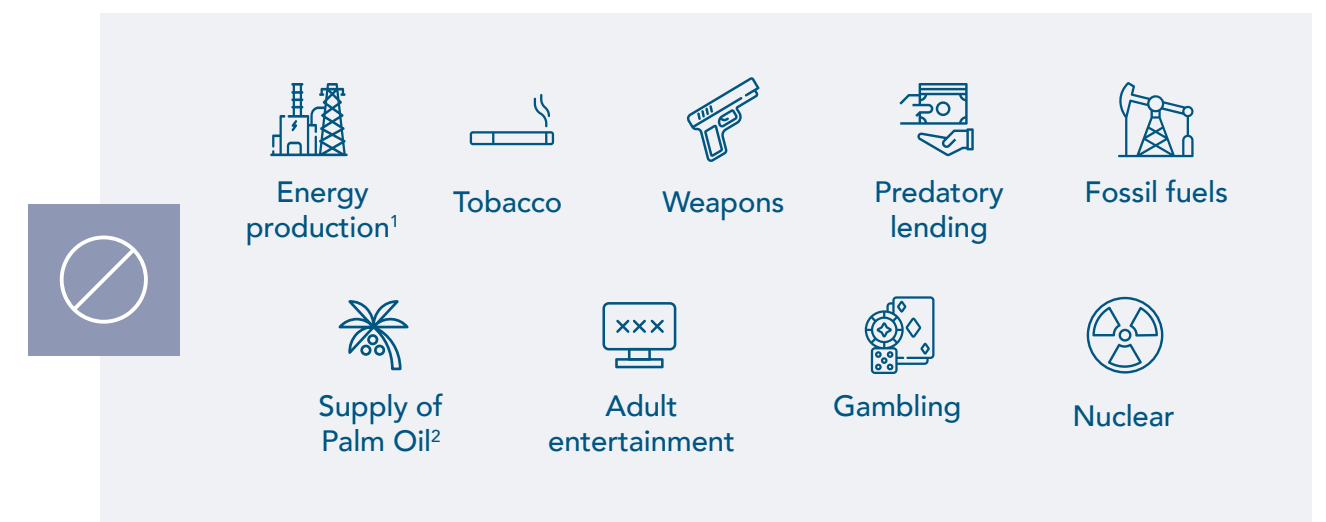 Energy
production¹
Tobacco
Weapons
Predatory
lending
Fossil fuels
Supply of
Palm Oil²
XXX
Adult
entertainment
Gambling
Nuclear